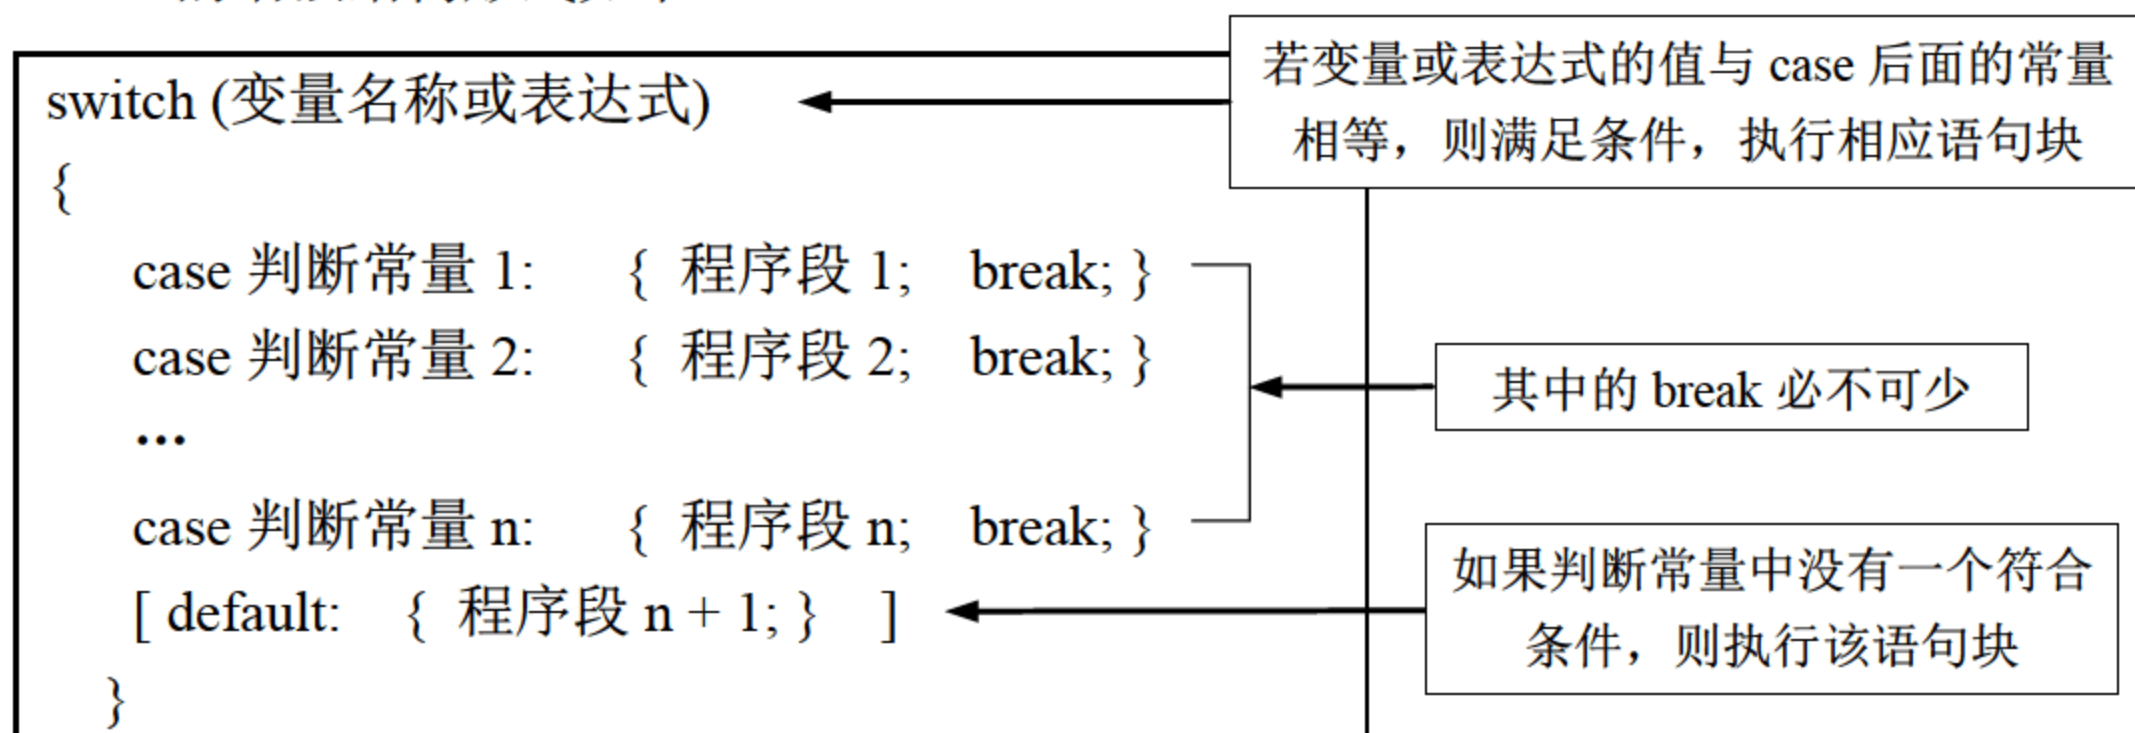 switch (变量名称或表达式)
若变量或表达式的值与 case 后面的常量
相等，则满足条件，执行相应语句块
{
case 判断常量 1: { 程序段 1; break; }
case 判断常量 2: { 程序段 2; break; }
其中的 break 必不可少
...
case 判断常量 n: { 程序段 n; break; }
[ default: { 程序段 n + 1; } ]
如果判断常量中没有一个符合
条件，则执行该语句块
}